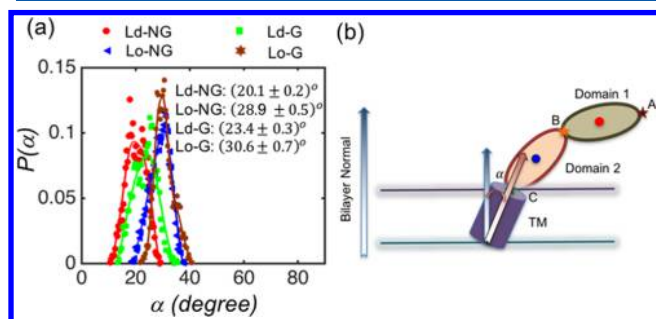 (a)
Ld-NG
Ld-G
Lo-NG
Lo-G
0.15
0.1
0.05
0
P(α)
Ld-NG: (20.1 ± 0.2)º
Lo-NG: (28.9 ± 0.5)º
Ld-G: (23.4 ± 0.3)º
Lo-G: (30.6 ± 0.7)º
0 20 40 60 80
α (degree)
(b)
Domain 1
A
B
Domain 2
α
C
TM
Bilayer Normal